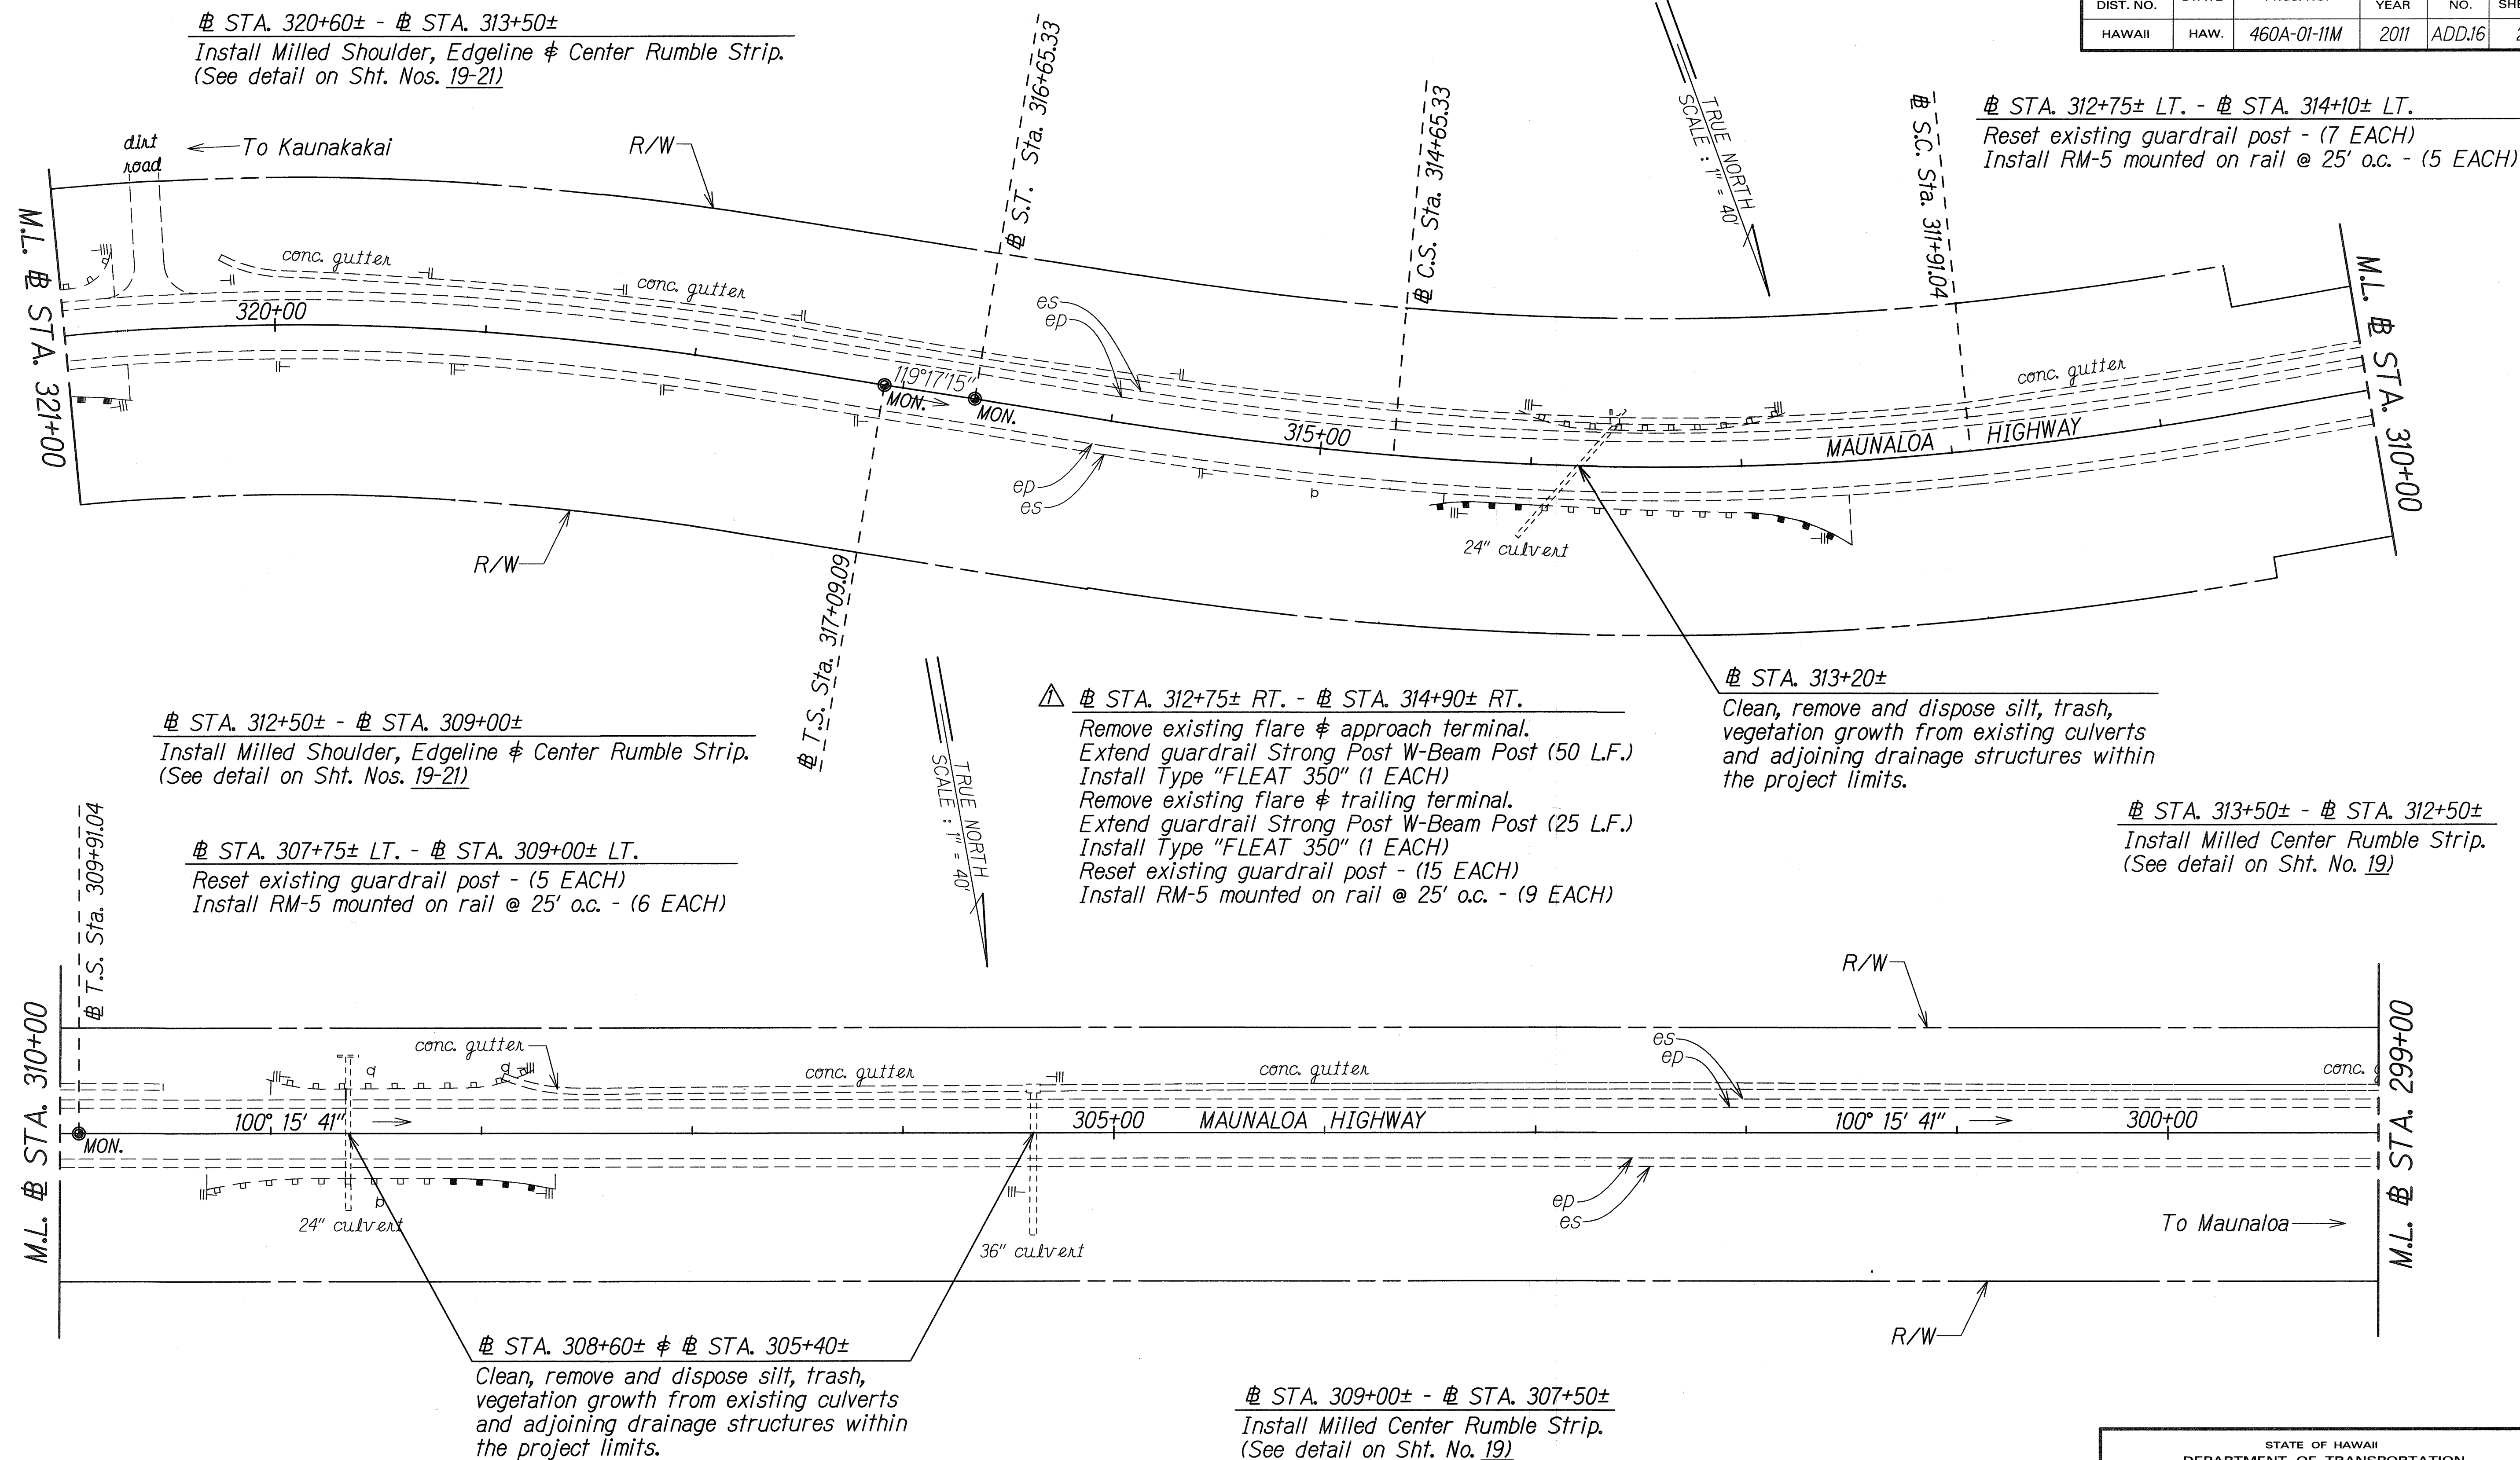 DIST. NO.
YEAR
NO.
HAWAII HAW. 460A-01-11M 2011 ADD.16
℄ STA. 320+60± - ℄ STA. 313+50±
Install Milled Shoulder, Edgeline & Center Rumble Strip.
(See detail on Sht. Nos. 19-21)
℄ STA. 312+75± LT. - ℄ STA. 314+10± LT.
Reset existing guardrail post - (7 EACH)
Install RM-5 mounted on rail @ 25' o.c. - (5 EACH)
dirt
road
To Kaunakakai
R/W
℄ S.T. Sta. 316+65.33
℄ C.S. Sta. 314+65.33
TRUE NORTH
SCALE : 1" = 40'
℄ S.C. Sta. 311+91.04
M.L. ℄ STA. 321+00
conc. gutter
conc. gutter
320+00
es
ep
119°17'15"
MON.
MON.
315+00
MAUNALOA HIGHWAY
conc. gutter
M.L. ℄ STA. 310+00
ep
es
b
24" culvert
R/W
℄ T.S. Sta. 317+09.09
℄ STA. 313+20±
Clean, remove and dispose silt, trash,
vegetation growth from existing culverts
and adjoining drainage structures within
the project limits.
℄ STA. 312+50± - ℄ STA. 309+00±
Install Milled Shoulder, Edgeline & Center Rumble Strip.
(See detail on Sht. Nos. 19-21)
1 ℄ STA. 312+75± RT. - ℄ STA. 314+90± RT.
Remove existing flare & approach terminal.
Extend guardrail Strong Post W-Beam Post (50 L.F.)
Install Type "FLEAT 350" (1 EACH)
Remove existing flare & trailing terminal.
Extend guardrail Strong Post W-Beam Post (25 L.F.)
Install Type "FLEAT 350" (1 EACH)
Reset existing guardrail post - (15 EACH)
Install RM-5 mounted on rail @ 25' o.c. - (9 EACH)
℄ STA. 313+50± - ℄ STA. 312+50±
Install Milled Center Rumble Strip.
(See detail on Sht. No. 19)
℄ T.S. Sta. 309+91.04
℄ STA. 307+75± LT. - ℄ STA. 309+00± LT.
Reset existing guardrail post - (5 EACH)
Install RM-5 mounted on rail @ 25' o.c. - (6 EACH)
TRUE NORTH
SCALE : 1" = 40'
M.L. ℄ STA. 310+00
R/W
conc. gutter
conc. gutter
conc. gutter
es
ep
conc.
100° 15' 41"
305+00
MAUNALOA HIGHWAY
100° 15' 41"
300+00
MON.
b
24" culvert
36" culvert
ep
es
To Maunaloa
M.L. ℄ STA. 299+00
R/W
℄ STA. 308+60± & ℄ STA. 305+40±
Clean, remove and dispose silt, trash,
vegetation growth from existing culverts
and adjoining drainage structures within
the project limits.
℄ STA. 309+00± - ℄ STA. 307+50±
Install Milled Center Rumble Strip.
(See detail on Sht. No. 19)
STATE OF HAWAII
DEPARTMENT OF TRANSPORTATION